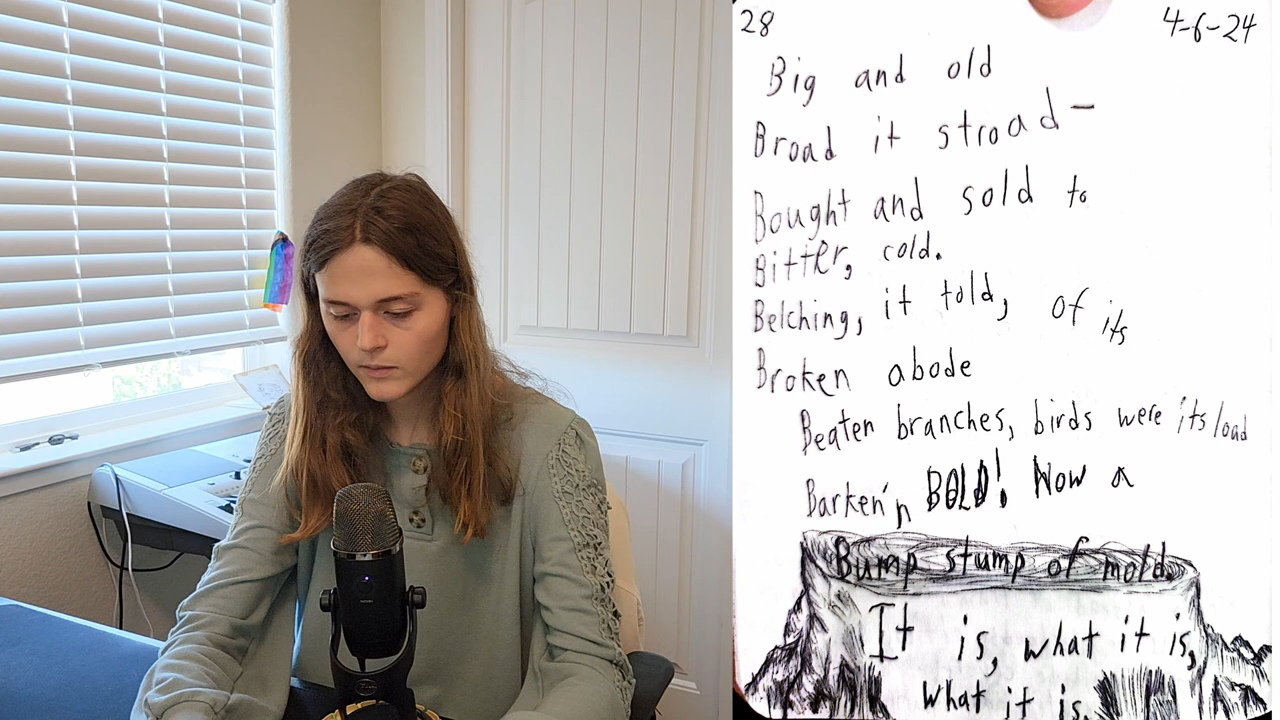 28
4-6-24
Big and old
Broad it stroad-
Bought and sold to
Bitter, cold.
Belching, it told, of its
Broken abode
Beaten branches, birds were its load
Barken'n BOLD! Now a
Bump stump of mold.
It is, what it is,
what it is.